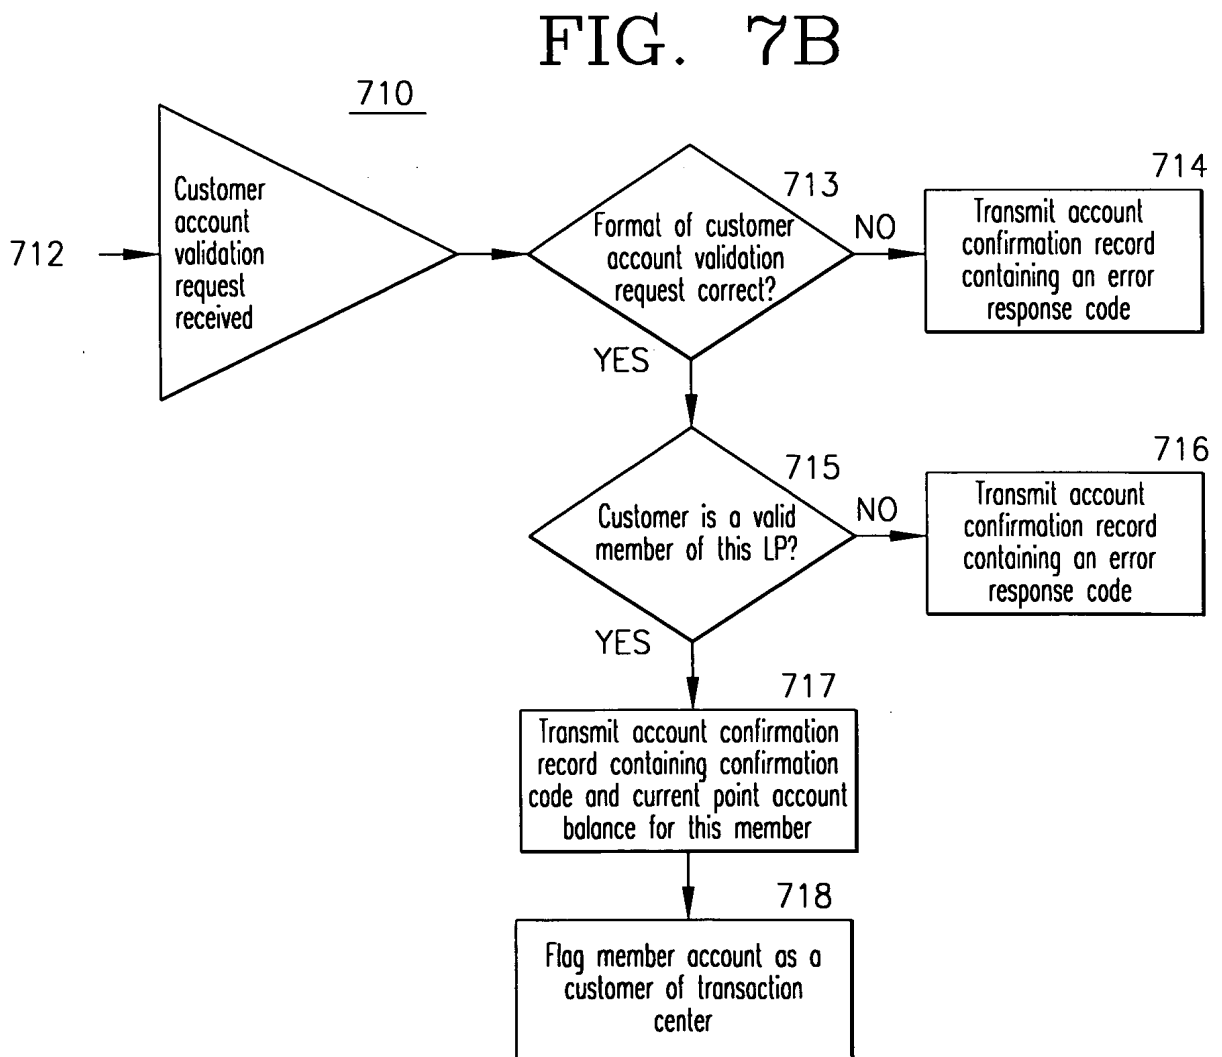 FIG. 7B
710
712
Customer
account
validation
request
received
713
Format of customer
account validation
request correct?
NO
714
Transmit account
confirmation record
containing an error
response code
YES
715
Customer is a valid
member of this LP?
NO
716
Transmit account
confirmation record
containing an error
response code
YES
717
Transmit account confirmation
record containing confirmation
code and current point account
balance for this member
718
Flag member account as a
customer of transaction
center